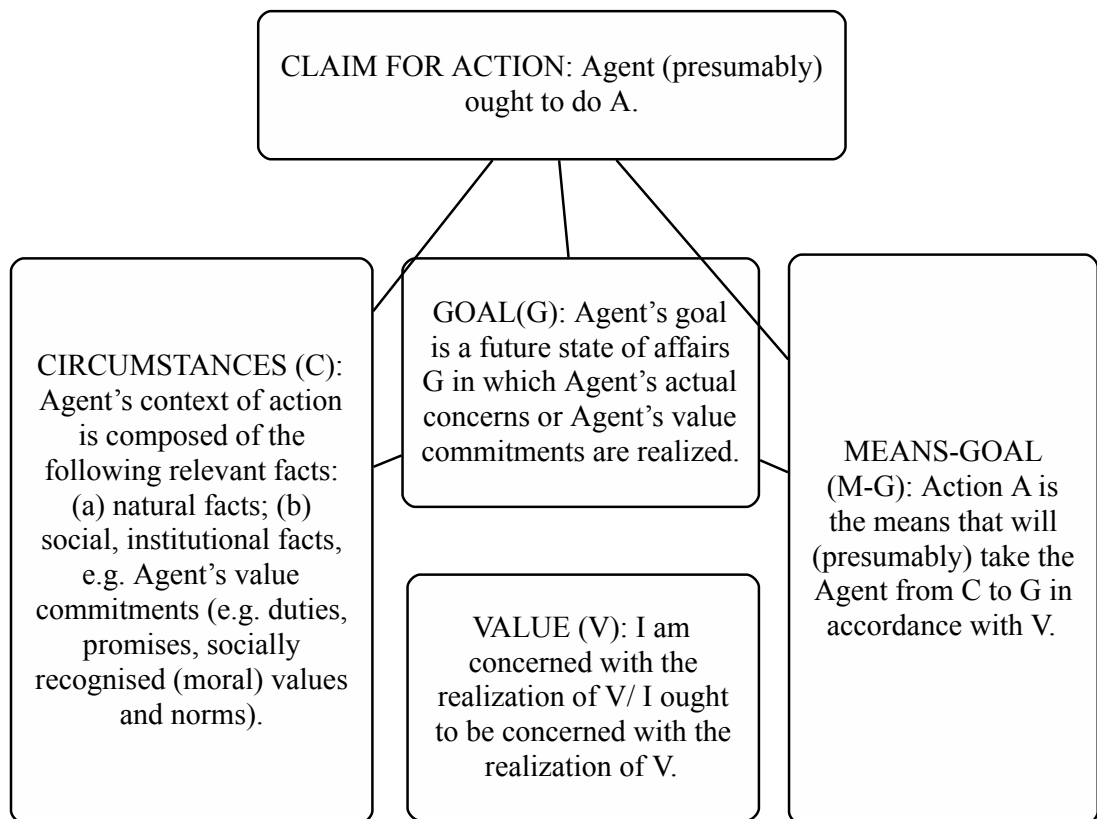 CLAIM FOR ACTION: Agent (presumably)
ought to do A.
CIRCUMSTANCES (C):
Agent’s context of action
is composed of the
following relevant facts:
(a) natural facts; (b)
social, institutional facts,
e.g. Agent’s value
commitments (e.g. duties,
promises, socially
recognised (moral) values
and norms).
GOAL(G): Agent’s goal
is a future state of affairs
G in which Agent’s actual
concerns or Agent’s value
commitments are realized.
VALUE (V): I am
concerned with the
realization of V/ I ought
to be concerned with the
realization of V.
MEANS-GOAL
(M-G): Action A is
the means that will
(presumably) take the
Agent from C to G in
accordance with V.